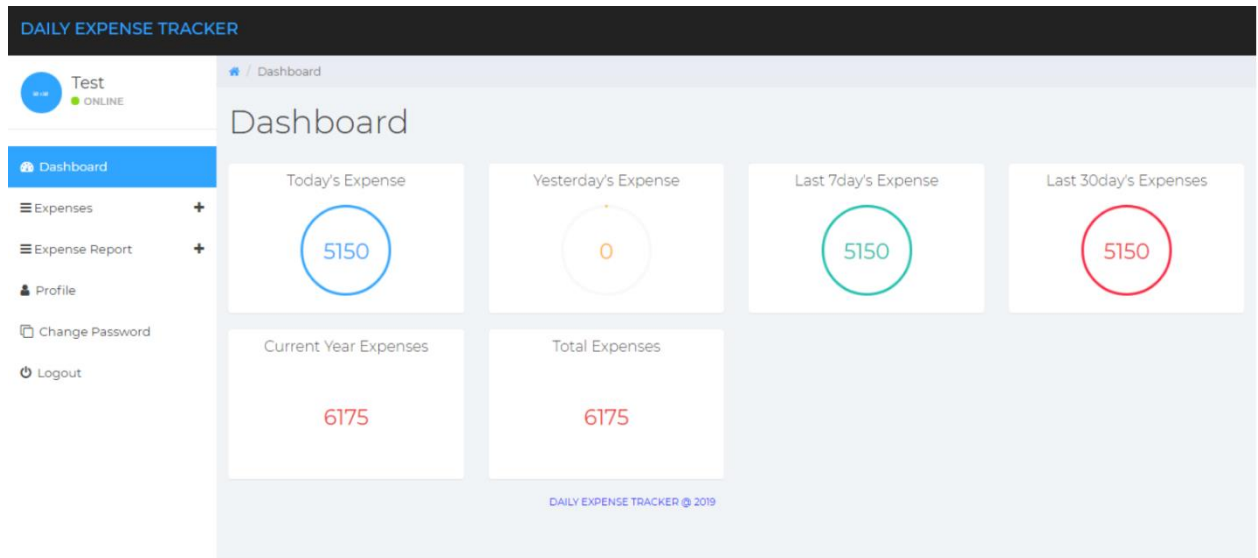 DAILY EXPENSE TRACKER
Test
ONLINE
Dashboard
Expenses
Expense Report
Profile
Change Password
Logout
/ Dashboard
Dashboard
Today's Expense
5150
Yesterday's Expense
0
Last 7day's Expense
5150
Last 30day's Expenses
5150
Current Year Expenses
6175
Total Expenses
6175
DAILY EXPENSE TRACKER @ 2019